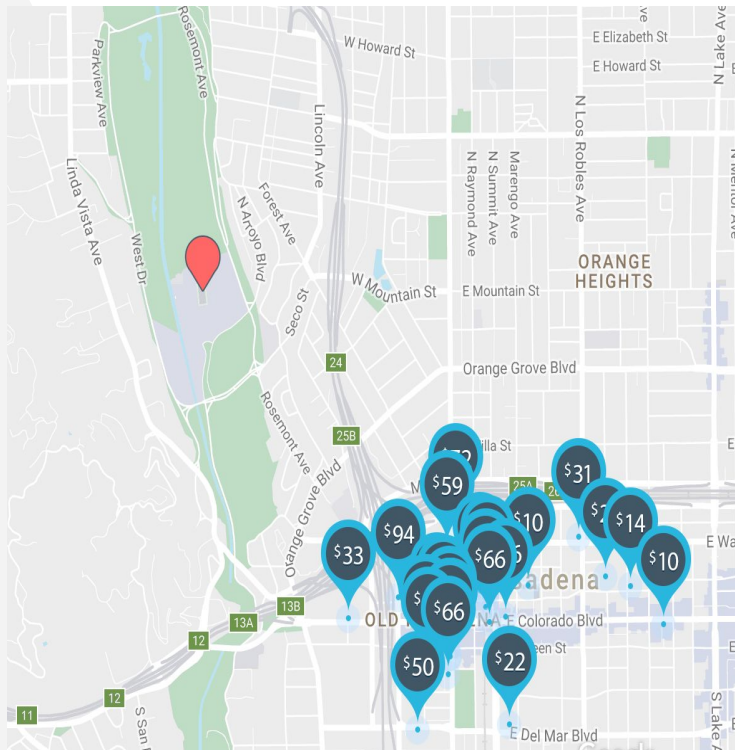 Rosemont Ave
Parkview Ave
W Howard St
E Elizabeth St
E Howard St
N Lake Ave
N Los Robles Ave
Lincoln Ave
N Raymond Ave
N Summit Ave
Marengo Ave
Linda Vista Ave
West Dr
N Arroyo Blvd
Forest Ave
Seco St
W Mountain St
E Mountain St
ORANGE
HEIGHTS
24
Orange Grove Blvd
25B
Rosemont Ave
Orange Grove Blvd
25A
$59
$31
$14
$10
$94
$10
$33
$66
13B
13A
12
OLD
E Colorado Blvd
$66
$50
$22
12
11
E Del Mar Blvd